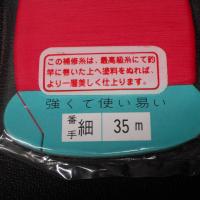 この補修糸は、最高級糸にて釣
竿に巻いた上へ塗料をぬれば、
より一層美しく仕上ります。
強くて使い易い
番手 細 35m